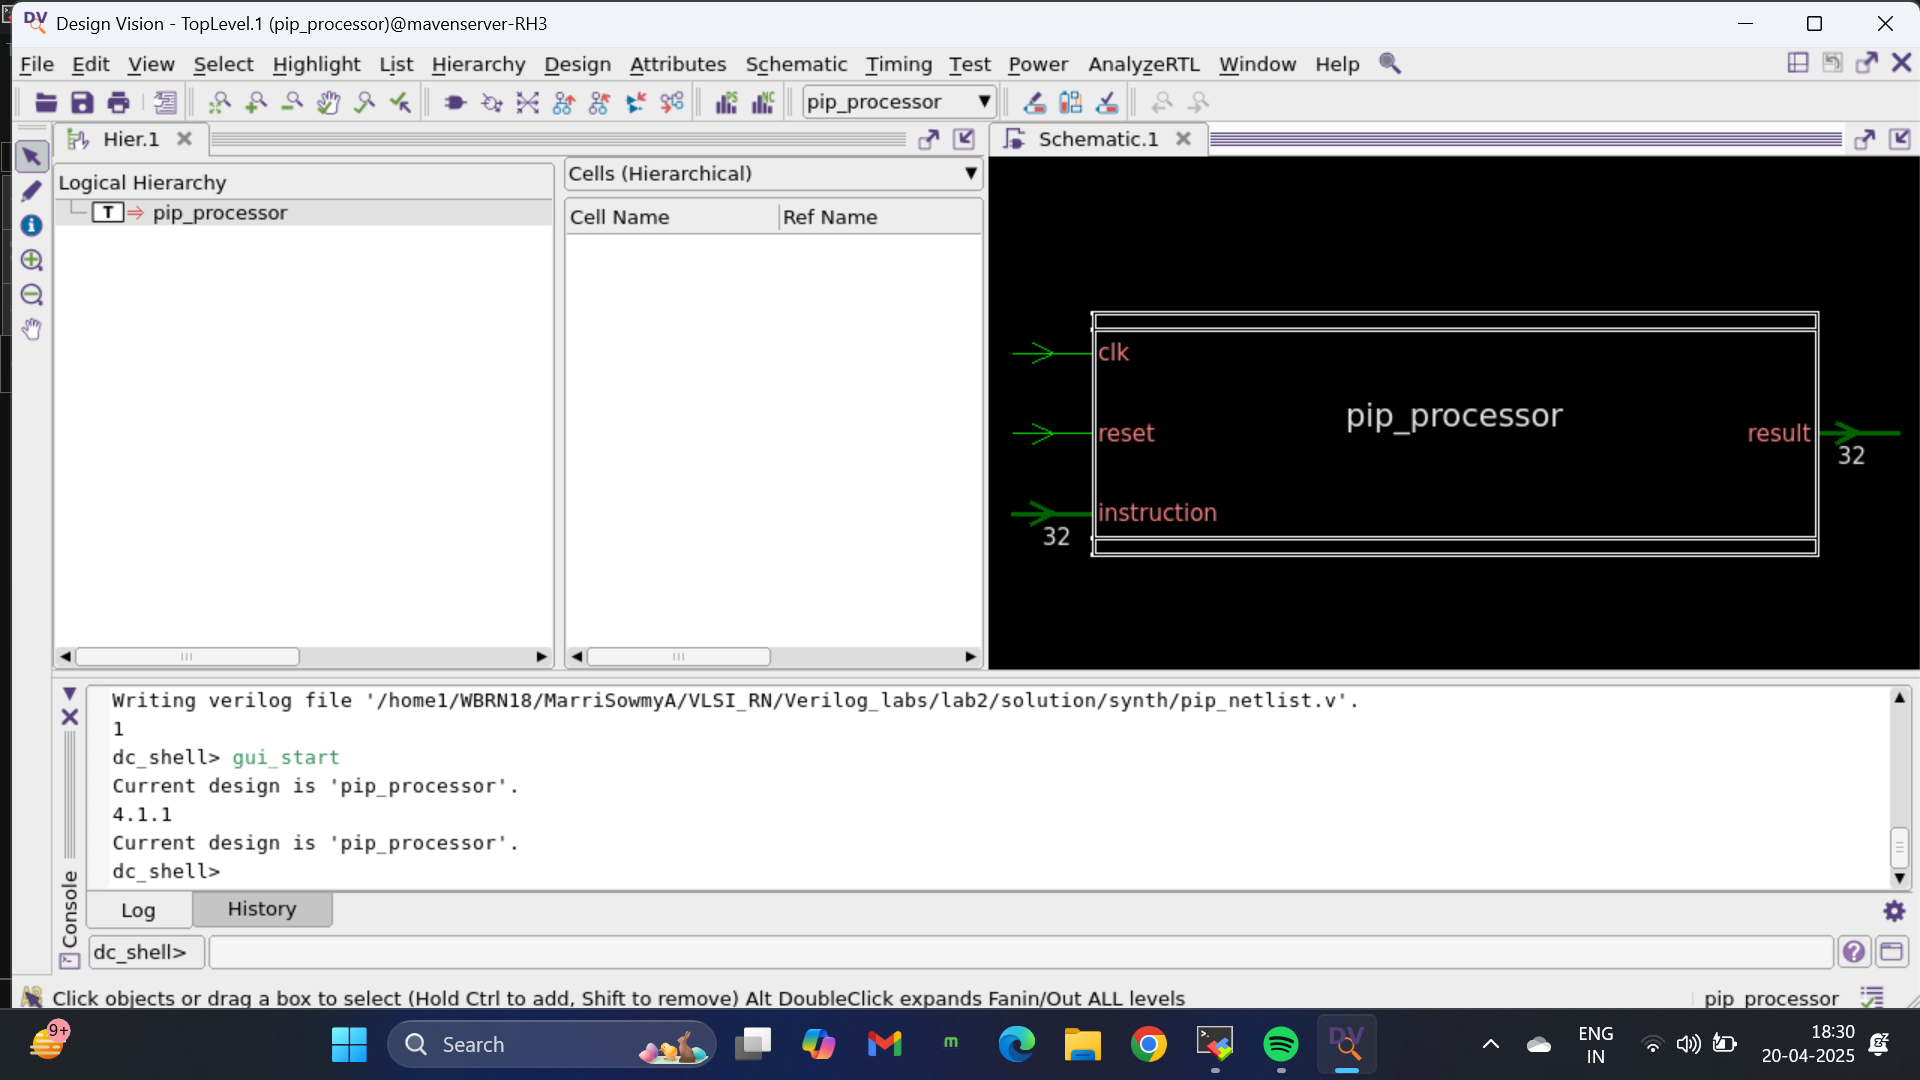 Design Vision - TopLevel.1 (pip_processor)@mavenserver-RH3
File Edit View Select Highlight List Hierarchy Design Attributes Schematic Timing Test Power AnalyzeRTL Window Help
pip_processor
Hier.1
Schematic.1
Logical Hierarchy
T pip_processor
Cells (Hierarchical)
Cell Name Ref Name
clk
pip_processor
reset
result
32
instruction
32
Writing verilog file '/home1/WBRN18/MarriSowmyA/VLSI_RN/Verilog_labs/lab2/solution/synth/pip_netlist.v'.
1
dc_shell> gui_start
Current design is 'pip_processor'.
4.1.1
Current design is 'pip_processor'.
dc_shell>
Console
Log History
dc_shell>
Click objects or drag a box to select (Hold Ctrl to add, Shift to remove) Alt DoubleClick expands Fanin/Out ALL levels
pip_processor
9+
Search
m
DV
ENG
IN
18:30
20-04-2025